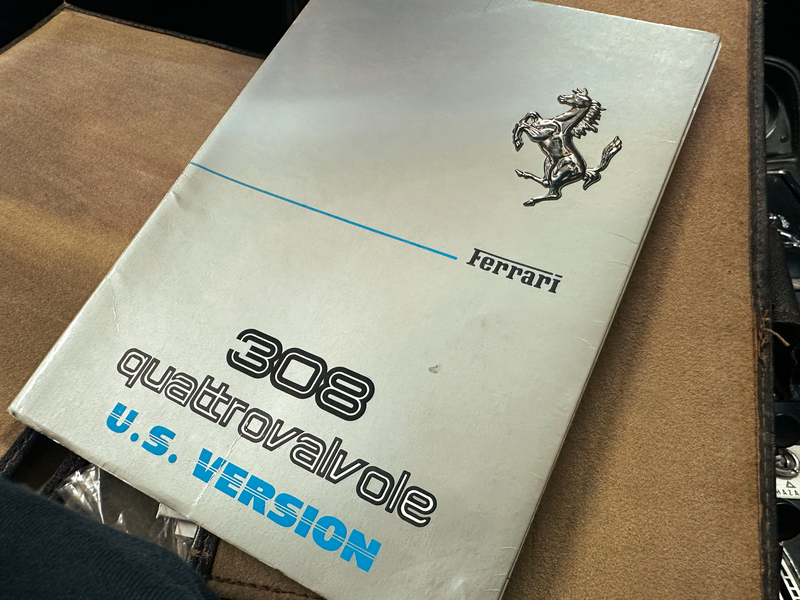 Ferrari
308
quattrovalvole
U.S. VERSION